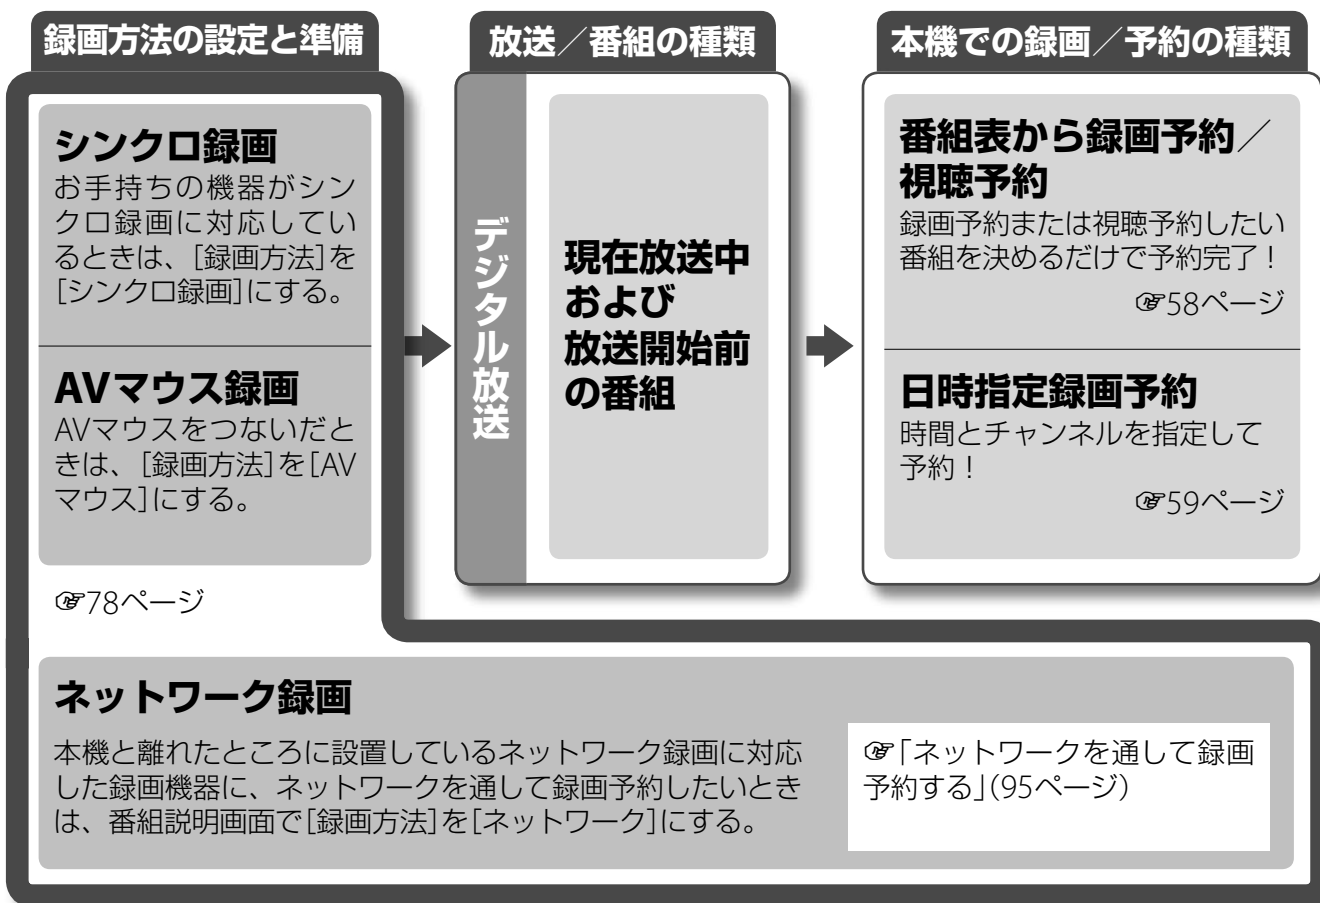 録画方法の設定と準備
シンクロ録画
お手持ちの機器がシン
クロ録画に対応してい
るときは、[録画方法]を
[シンクロ録画]にする。
AVマウス録画
AVマウスをつないだと
きは、[録画方法]を[AV
マウス]にする。
☞78ページ
放送／番組の種類
デジタル放送
現在放送中
および
放送開始前
の番組
本機での録画／予約の種類
番組表から録画予約／
視聴予約
録画予約または視聴予約したい
番組を決めるだけで予約完了！
☞58ページ
日時指定録画予約
時間とチャンネルを指定して
予約！
☞59ページ
ネットワーク録画
本機と離れたところに設置しているネットワーク録画に対応
した録画機器に、ネットワークを通して録画予約したいとき
は、番組説明画面で[録画方法]を[ネットワーク]にする。
☞「ネットワークを通して録画
予約する」(95ページ)